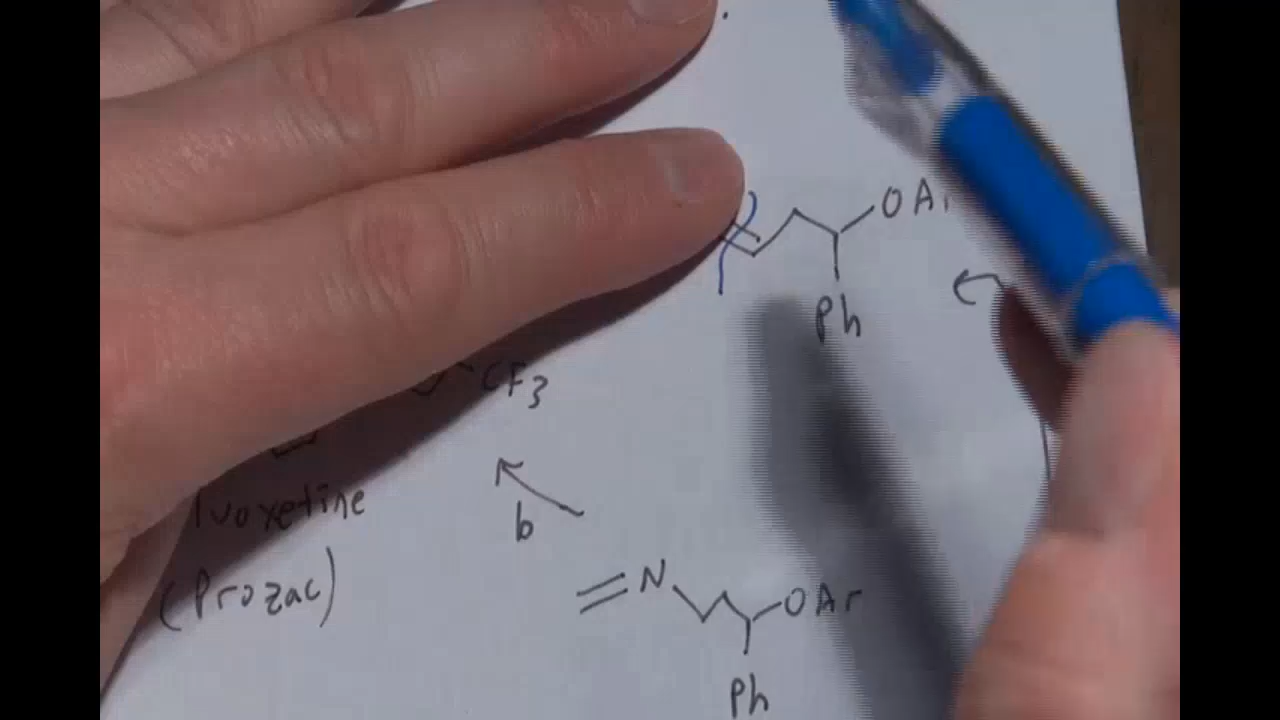 OAr
Ph
CF3
luoxetine
b
(Prozac)
N
OAr
Ph